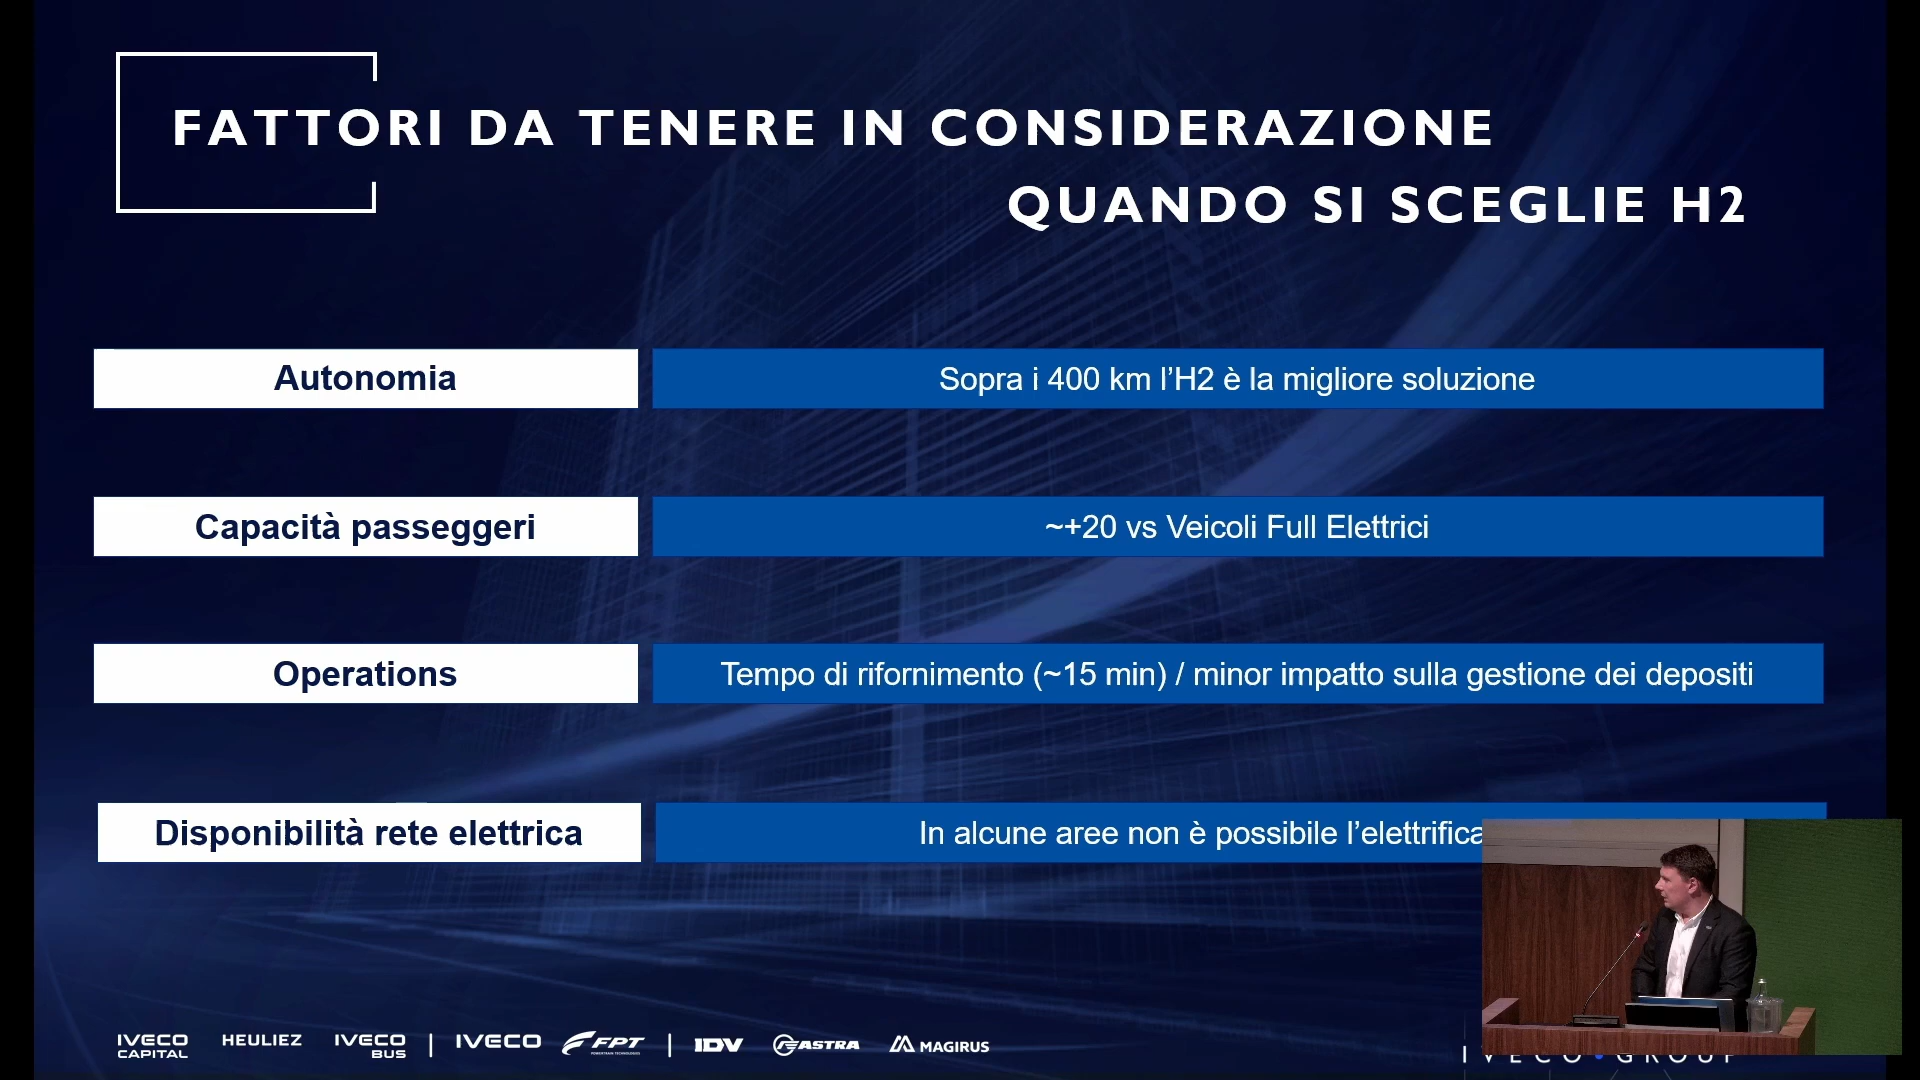 FATTORI DA TENERE IN CONSIDERAZIONE
QUANDO SI SCEGLIE H2
Autonomia
Sopra i 400 km l’H2 è la migliore soluzione
Capacità passeggeri
~+20 vs Veicoli Full Elettrici
Operations
Tempo di rifornimento (~15 min) / minor impatto sulla gestione dei depositi
Disponibilità rete elettrica
In alcune aree non è possibile l’elettrifica
IVECO CAPITAL HEULIEZ IVECO BUS | IVECO FPT | IDV ASTRA MAGIRUS
IVECO • GROUP